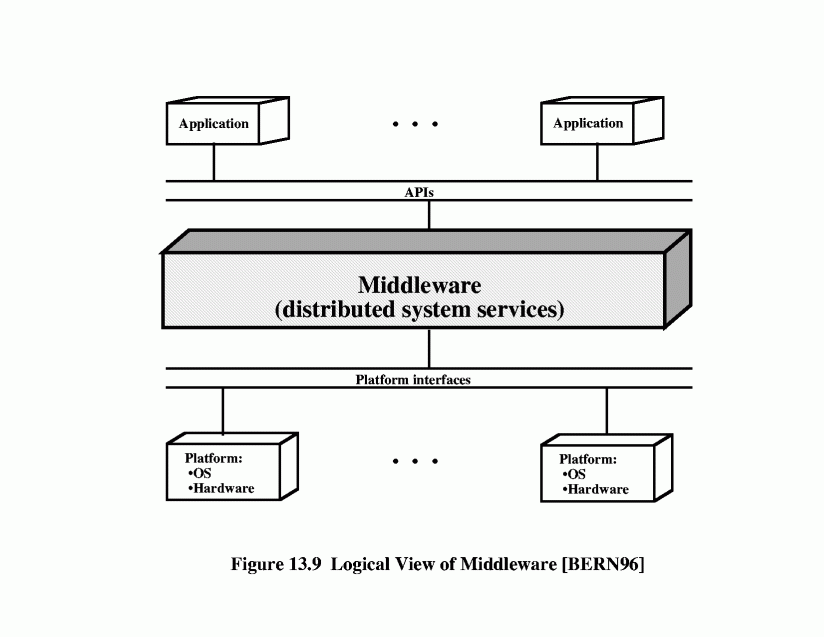 Application
Application
APIs
Middleware
(distributed system services)
Platform interfaces
Platform:
•OS
•Hardware
Platform:
•OS
•Hardware
Figure 13.9 Logical View of Middleware [BERN96]